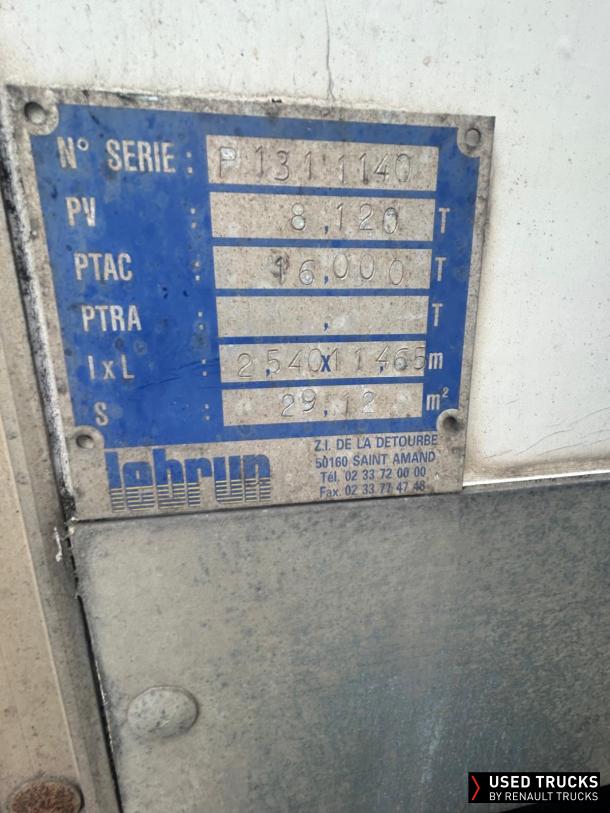 N° SERIE : P 131 1140
PV : 8,120 T
PTAC : 16,000 T
PTRA : , T
l x L : 2,540 x 11,465 m
S : 29,12 m²
lebrun
Z.I. DE LA DETOURBE
50160 SAINT AMAND
Tél. 02 33 72 00 00
Fax. 02 33 77 47 48
USED TRUCKS
BY RENAULT TRUCKS